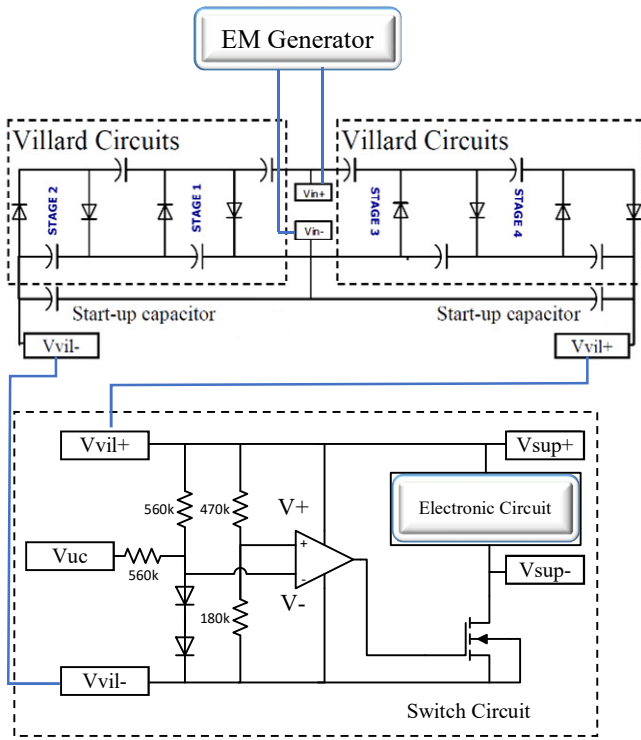 EM Generator
Villard Circuits
Villard Circuits
STAGE 2
STAGE 1
Vin+
STAGE 3
STAGE 4
Vin-
Start-up capacitor
Start-up capacitor
Vvil-
Vvil+
Vvil+
Vsup+
560k
470k
V+
Electronic Circuit
Vuc
+
560k
-
Vsup-
V-
180k
Vvil-
Switch Circuit